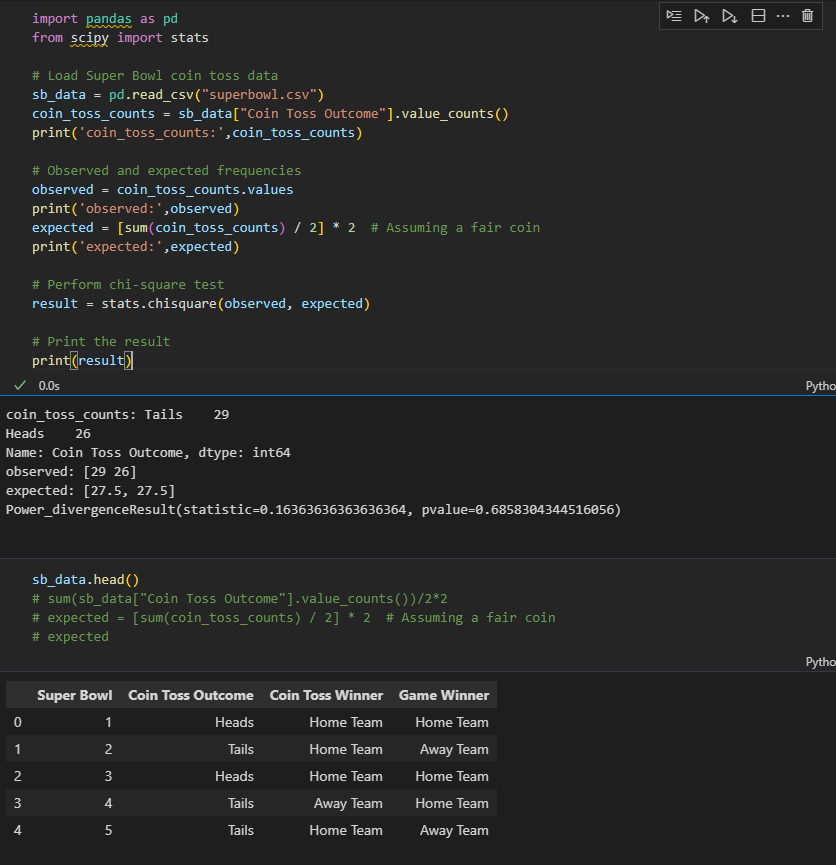 import pandas as pd
from scipy import stats
# Load Super Bowl coin toss data
sb_data = pd.read_csv("superbowl.csv")
coin_toss_counts = sb_data["Coin Toss Outcome"].value_counts()
print('coin_toss_counts:',coin_toss_counts)
# Observed and expected frequencies
observed = coin_toss_counts.values
print('observed:',observed)
expected = [sum(coin_toss_counts) / 2] * 2  # Assuming a fair coin
print('expected:',expected)
# Perform chi-square test
result = stats.chisquare(observed, expected)
# Print the result
print(result)
0.0s
Pytho
coin_toss_counts: Tails    29
Heads    26
Name: Coin Toss Outcome, dtype: int64
observed: [29 26]
expected: [27.5, 27.5]
Power_divergenceResult(statistic=0.16363636363636364, pvalue=0.6858304344516056)
sb_data.head()
# sum(sb_data["Coin Toss Outcome"].value_counts())/2*2
# expected = [sum(coin_toss_counts) / 2] * 2  # Assuming a fair coin
# expected
Pytho
Super Bowl Coin Toss Outcome Coin Toss Winner Game Winner
0 1 Heads Home Team Home Team
1 2 Tails Home Team Away Team
2 3 Heads Home Team Home Team
3 4 Tails Away Team Home Team
4 5 Tails Home Team Away Team